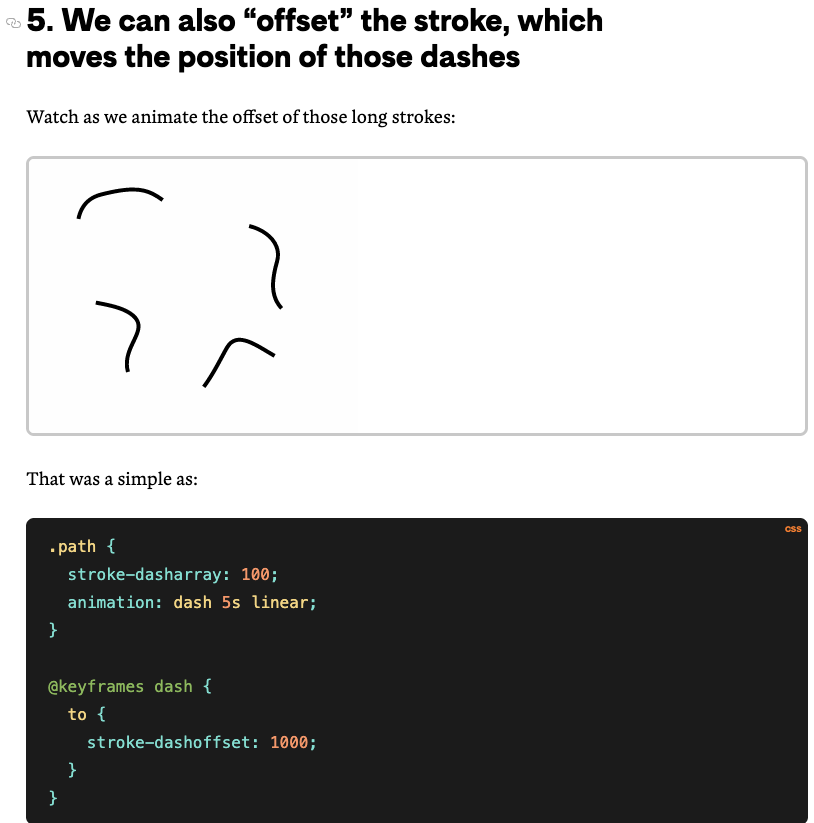 5. We can also “offset” the stroke, which
moves the position of those dashes
Watch as we animate the offset of those long strokes:
That was a simple as:
CSS
.path {
  stroke-dasharray: 100;
  animation: dash 5s linear;
}
@keyframes dash {
  to {
    stroke-dashoffset: 1000;
  }
}